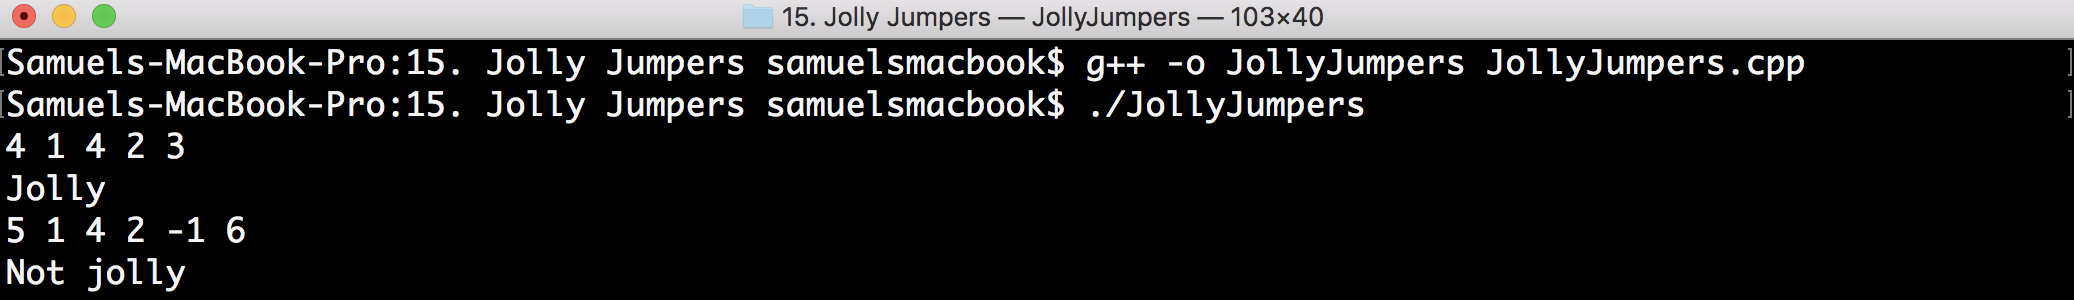 15. Jolly Jumpers — JollyJumpers — 103×40
[Samuels-MacBook-Pro:15. Jolly Jumpers samuelsmacbook$ g++ -o JollyJumpers JollyJumpers.cpp ]
[Samuels-MacBook-Pro:15. Jolly Jumpers samuelsmacbook$ ./JollyJumpers ]
4 1 4 2 3
Jolly
5 1 4 2 -1 6
Not jolly